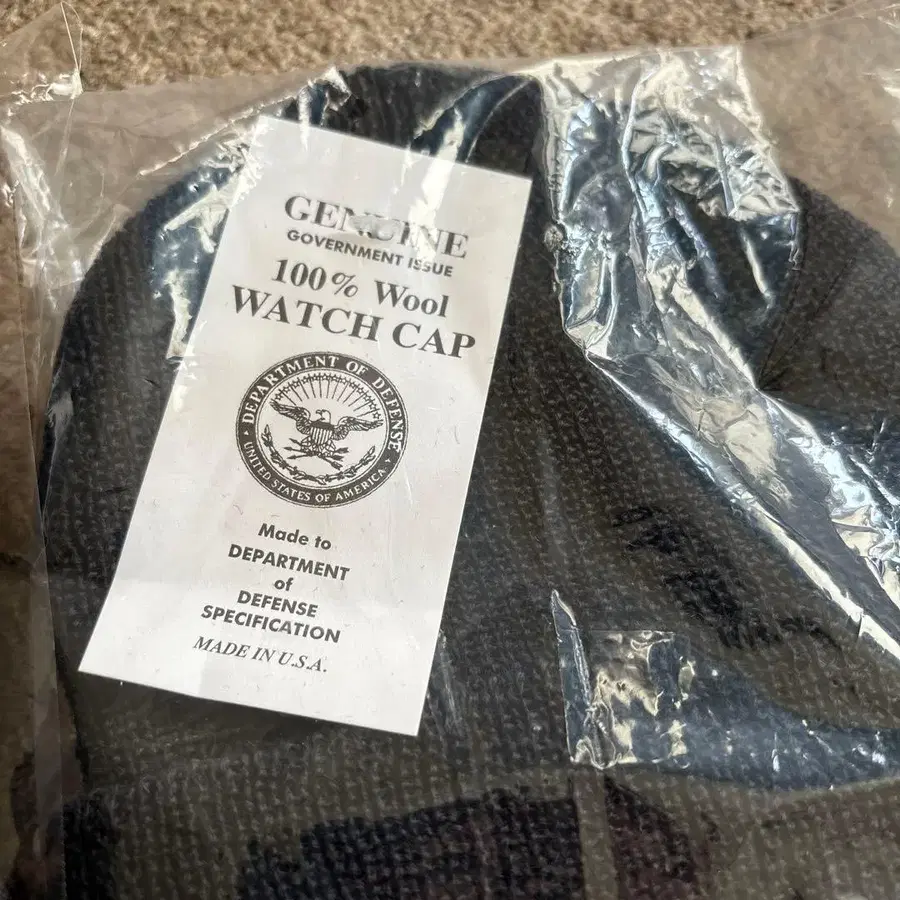 GENUINE
GOVERNMENT ISSUE
100% Wool
WATCH CAP
DEPARTMENT OF DEFENSE
UNITED STATES OF AMERICA
Made to
DEPARTMENT
of
DEFENSE
SPECIFICATION
MADE IN U.S.A.